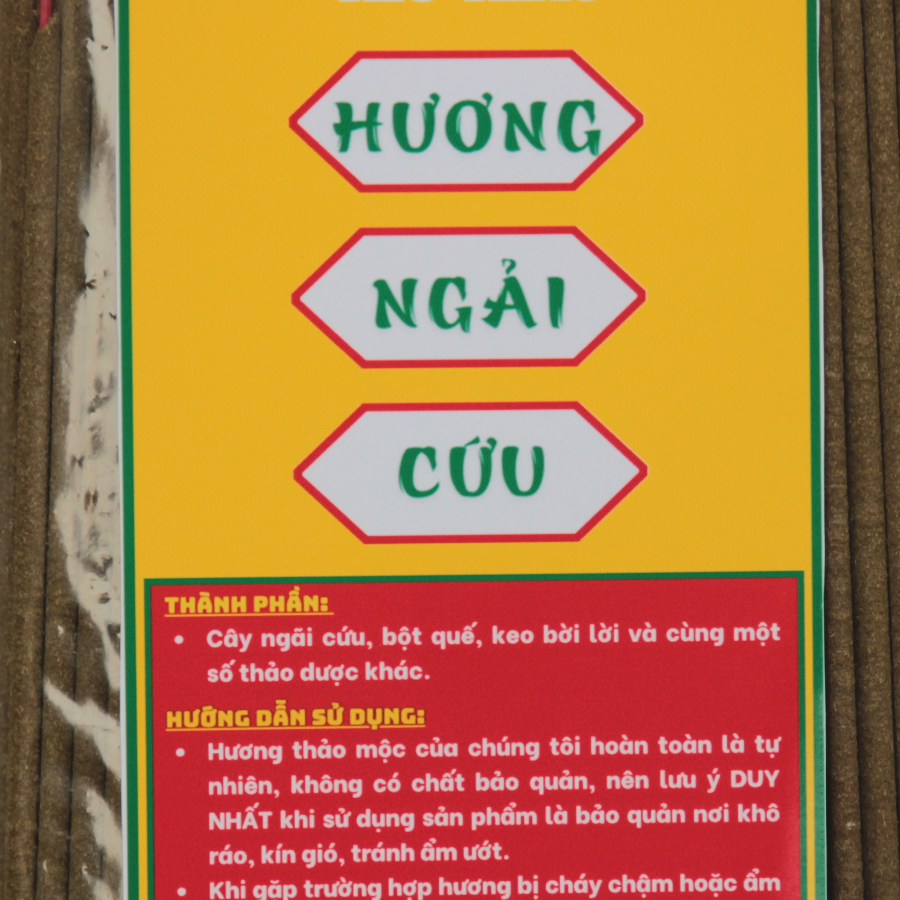 HƯƠNG
NGẢI
CỨU
THÀNH PHẦN:
• Cây ngãi cứu, bột quế, keo bời lời và cùng một
số thảo dược khác.
HƯỚNG DẪN SỬ DỤNG:
• Hương thảo mộc của chúng tôi hoàn toàn là tự
nhiên, không có chất bảo quản, nên lưu ý DUY
NHẤT khi sử dụng sản phẩm là bảo quản nơi khô
ráo, kín gió, tránh ẩm ướt.
• Khi gặp trường hợp hương bị cháy chậm hoặc ẩm